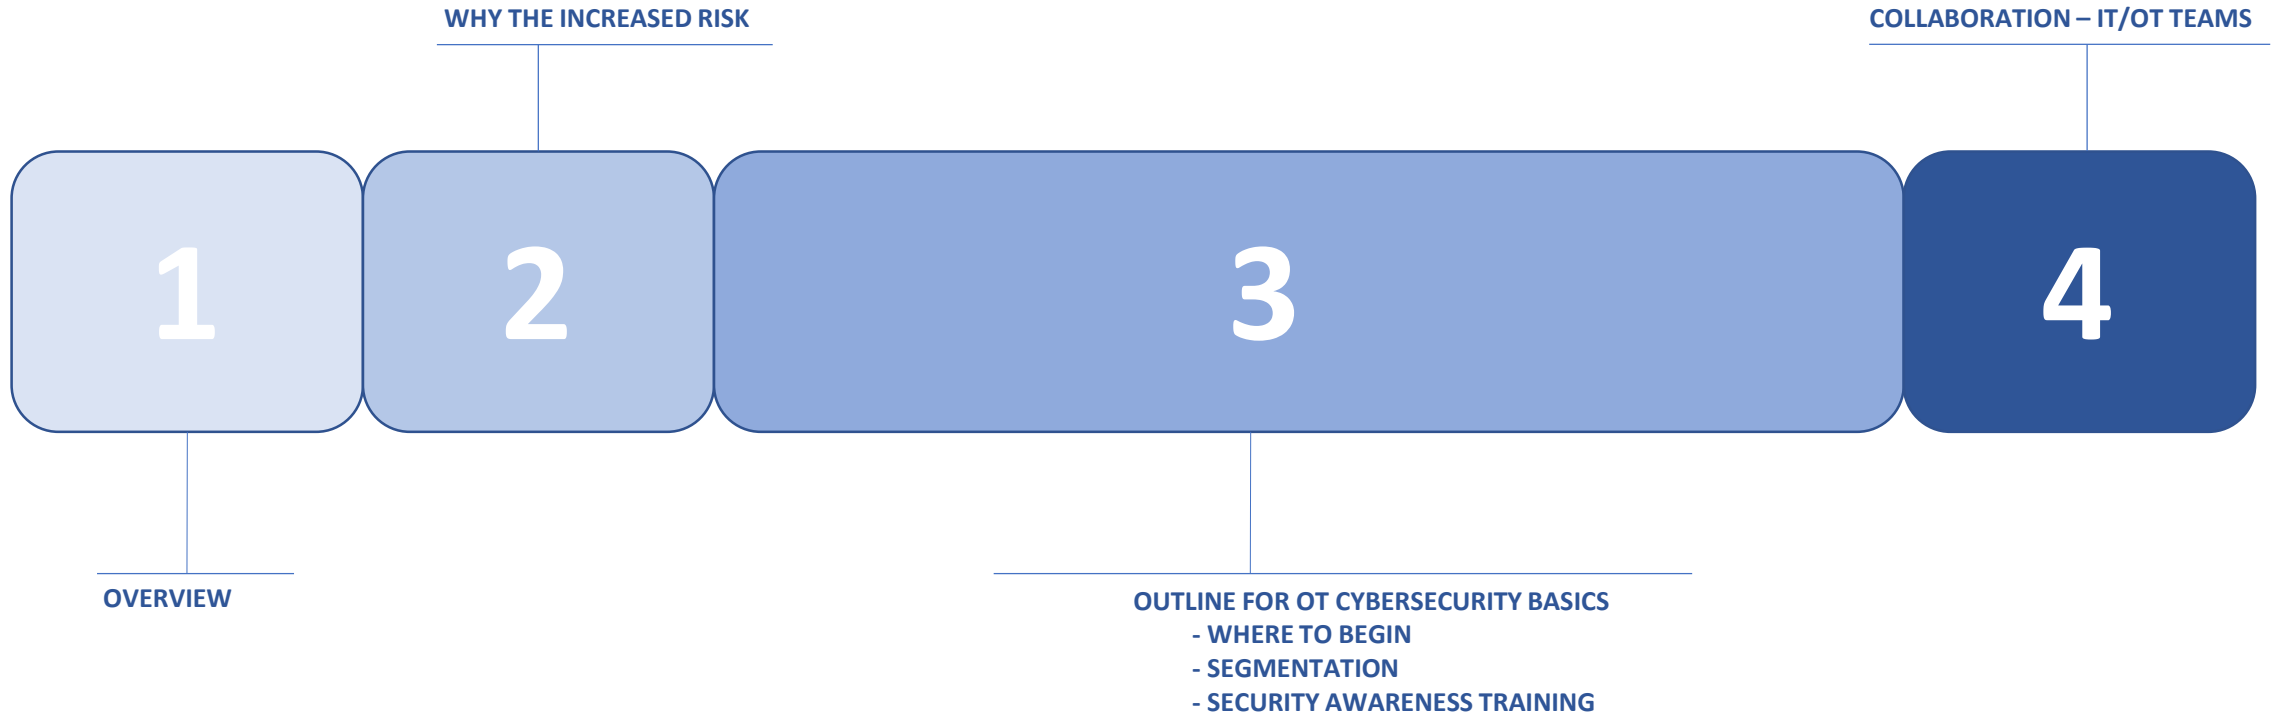 WHY THE INCREASED RISK
COLLABORATION – IT/OT TEAMS
1
2
3
4
OVERVIEW
OUTLINE FOR OT CYBERSECURITY BASICS
- WHERE TO BEGIN
- SEGMENTATION
- SECURITY AWARENESS TRAINING